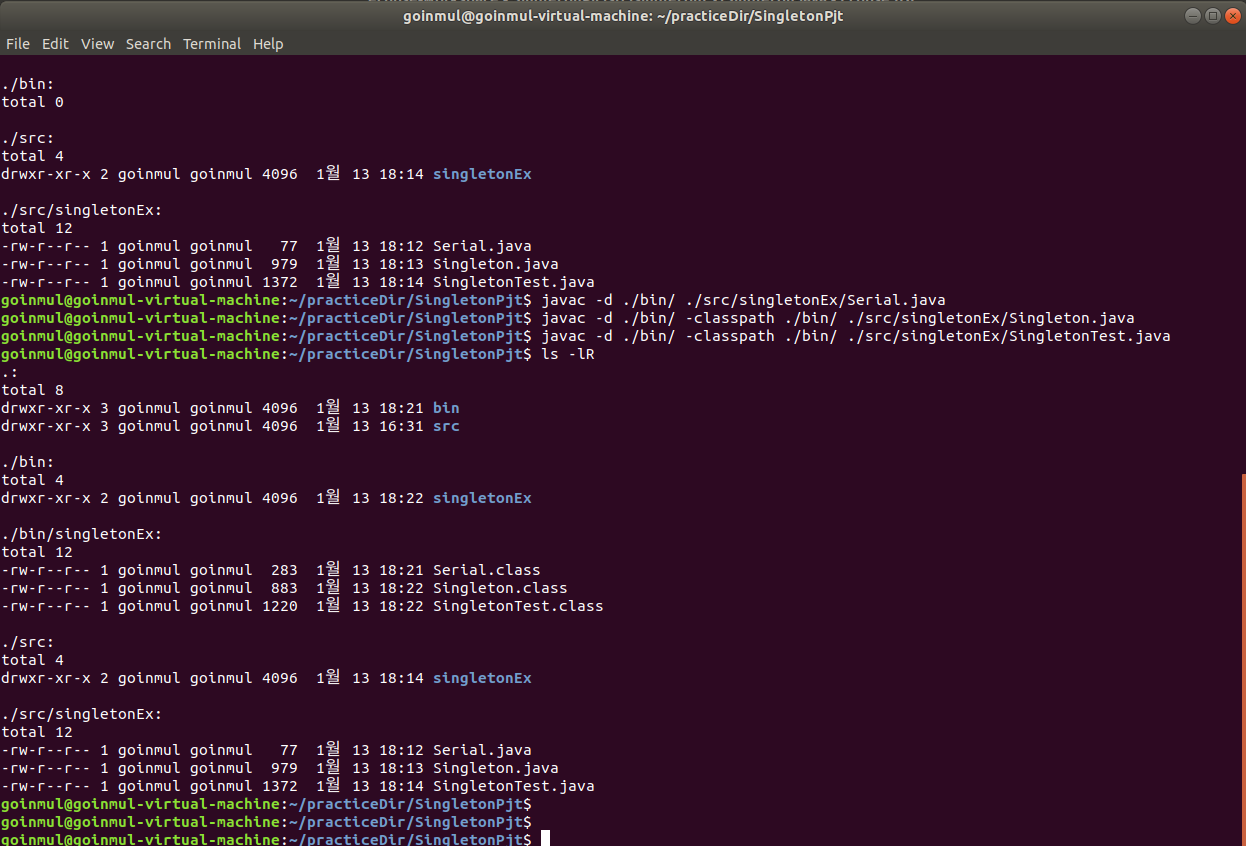 goinmul@goinmul-virtual-machine: ~/practiceDir/SingletonPjt
File Edit View Search Terminal Help
./bin:
total 0
./src:
total 4
drwxr-xr-x 2 goinmul goinmul 4096  1월 13 18:14 singletonEx
./src/singletonEx:
total 12
-rw-r--r-- 1 goinmul goinmul   77  1월 13 18:12 Serial.java
-rw-r--r-- 1 goinmul goinmul  979  1월 13 18:13 Singleton.java
-rw-r--r-- 1 goinmul goinmul 1372  1월 13 18:14 SingletonTest.java
goinmul@goinmul-virtual-machine:~/practiceDir/SingletonPjt$ javac -d ./bin/ ./src/singletonEx/Serial.java
goinmul@goinmul-virtual-machine:~/practiceDir/SingletonPjt$ javac -d ./bin/ -classpath ./bin/ ./src/singletonEx/Singleton.java
goinmul@goinmul-virtual-machine:~/practiceDir/SingletonPjt$ javac -d ./bin/ -classpath ./bin/ ./src/singletonEx/SingletonTest.java
goinmul@goinmul-virtual-machine:~/practiceDir/SingletonPjt$ ls -lR
.:
total 8
drwxr-xr-x 3 goinmul goinmul 4096  1월 13 18:21 bin
drwxr-xr-x 3 goinmul goinmul 4096  1월 13 16:31 src
./bin:
total 4
drwxr-xr-x 2 goinmul goinmul 4096  1월 13 18:22 singletonEx
./bin/singletonEx:
total 12
-rw-r--r-- 1 goinmul goinmul  283  1월 13 18:21 Serial.class
-rw-r--r-- 1 goinmul goinmul  883  1월 13 18:22 Singleton.class
-rw-r--r-- 1 goinmul goinmul 1220  1월 13 18:22 SingletonTest.class
./src:
total 4
drwxr-xr-x 2 goinmul goinmul 4096  1월 13 18:14 singletonEx
./src/singletonEx:
total 12
-rw-r--r-- 1 goinmul goinmul   77  1월 13 18:12 Serial.java
-rw-r--r-- 1 goinmul goinmul  979  1월 13 18:13 Singleton.java
-rw-r--r-- 1 goinmul goinmul 1372  1월 13 18:14 SingletonTest.java
goinmul@goinmul-virtual-machine:~/practiceDir/SingletonPjt$
goinmul@goinmul-virtual-machine:~/practiceDir/SingletonPjt$
goinmul@goinmul-virtual-machine:~/practiceDir/SingletonPjt$